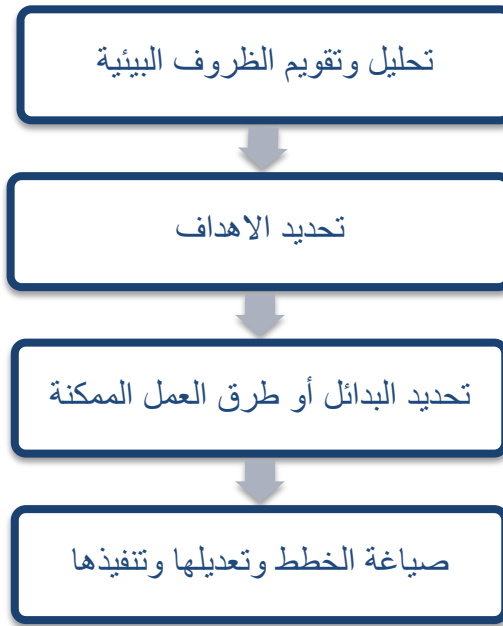 تحليل وتقويم الظروف البيئية
تحديد الاهداف
تحديد البدائل أو طرق العمل الممكنة
صياغة الخطط وتعديلها وتنفيذها